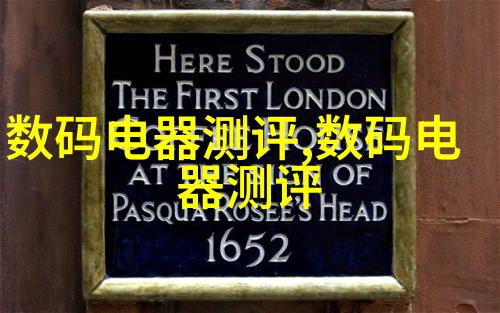 HERE STOOD
THE FIRST LONDON
数码电器测评,数码电
AT THE SIGN OF
器测评
PASQUA ROSEE'S HEAD
1652